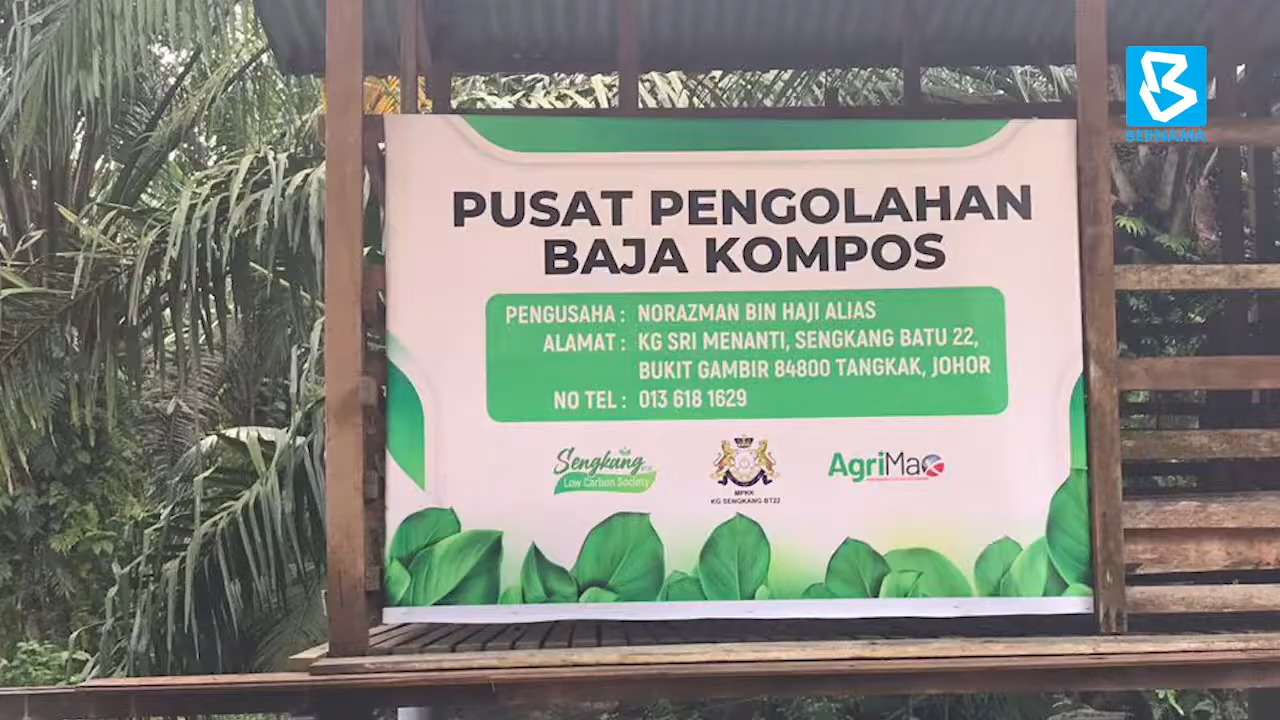 BERNAMA
PUSAT PENGOLAHAN
BAJA KOMPOS
PENGUSAHA : NORAZMAN BIN HAJI ALIAS
ALAMAT : KG SRI MENANTI, SENGKANG BATU 22,
BUKIT GAMBIR 84800 TANGKAK, JOHOR
NO TEL : 013 618 1629
Sengkang
Low Carbon Society
MPKK
KG SENGKANG BT22
AgriMax